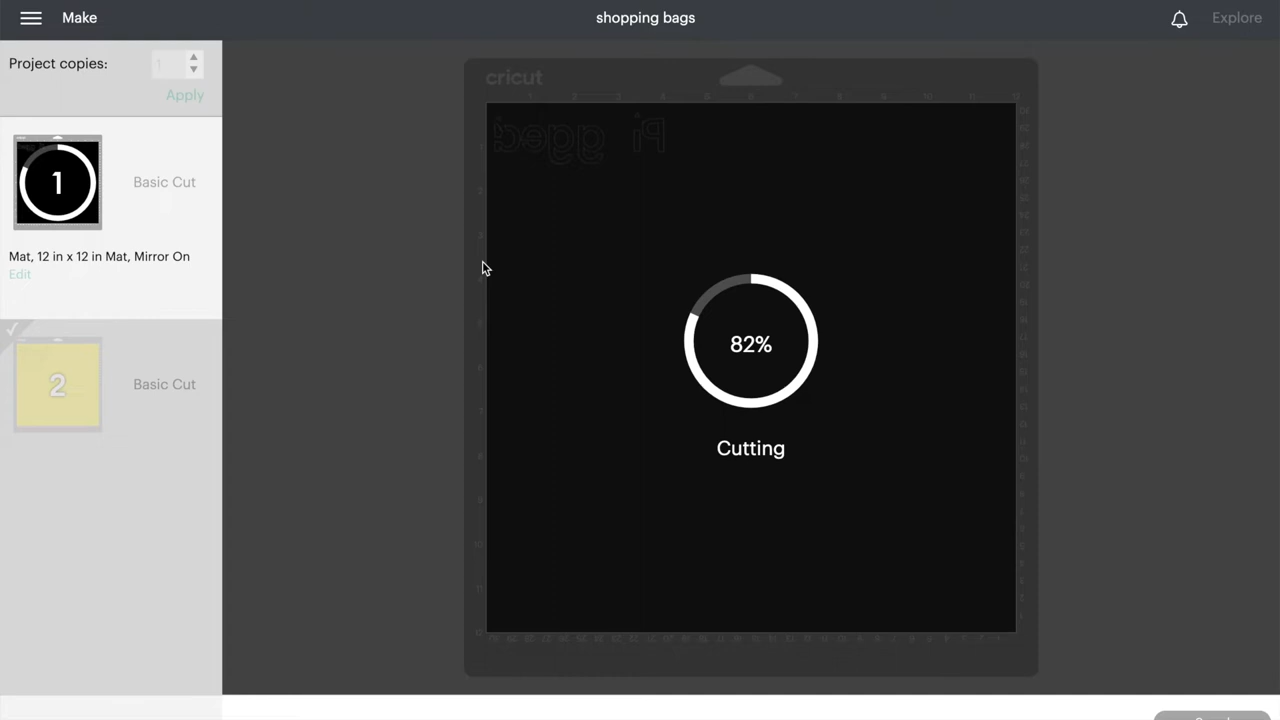 Make
shopping bags
Explore
Project copies:
1
Apply
1
Basic Cut
Mat, 12 in x 12 in Mat, Mirror On
Edit
2
Basic Cut
cricut
82%
Cutting